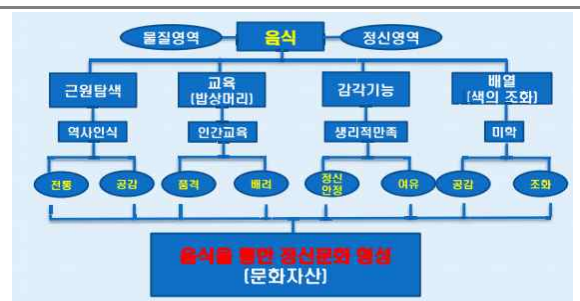 물질영역
음식
정신영역
근원탐색
교육
(밥상머리)
감각기능
배열
(색의 조화)
역사인식
인간교육
생리적만족
미학
전통
공감
품격
배리
정신
안정
여유
공감
조화
음식을 통한 정신문화 형성
(문화자산)